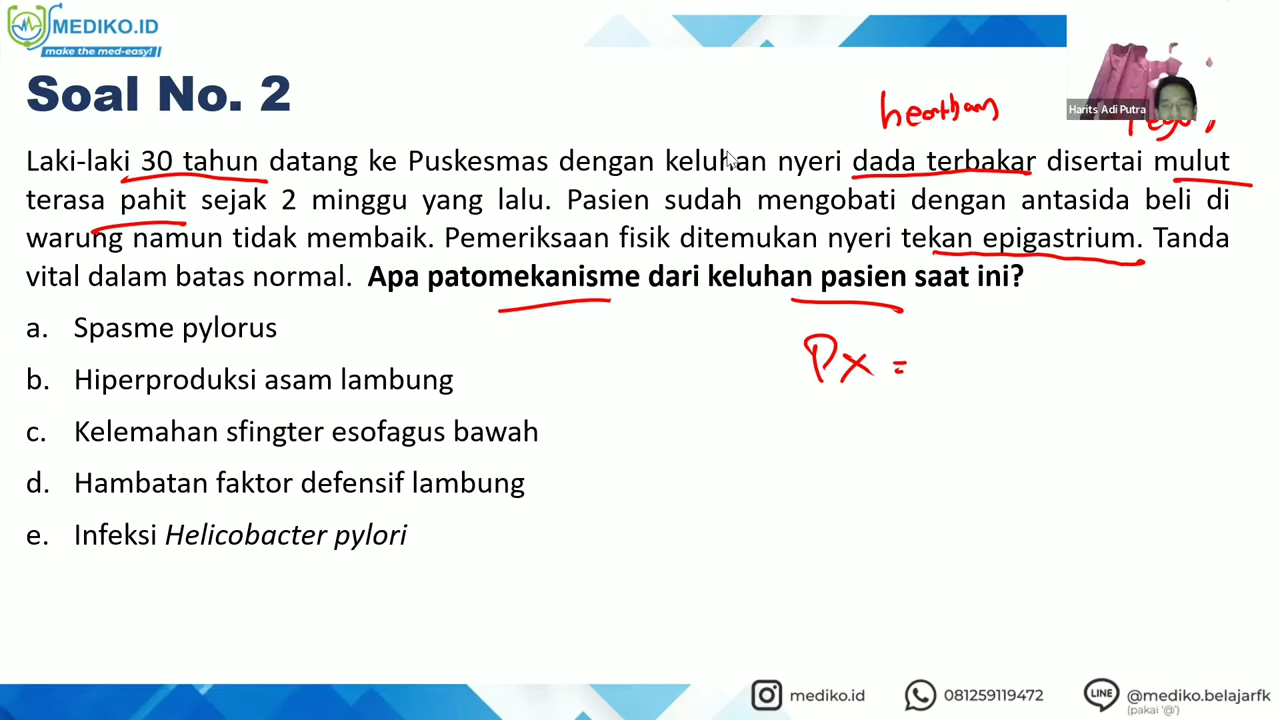 MEDIKO.ID
make the med-easy!
Soal No. 2
Harits Adi Putra
heartburn
Laki-laki 30 tahun datang ke Puskesmas dengan keluhan nyeri dada terbakar disertai mulut
terasa pahit sejak 2 minggu yang lalu. Pasien sudah mengobati dengan antasida beli di
warung namun tidak membaik. Pemeriksaan fisik ditemukan nyeri tekan epigastrium. Tanda
vital dalam batas normal. Apa patomekanisme dari keluhan pasien saat ini?
Px =
a. Spasme pylorus
b. Hiperproduksi asam lambung
c. Kelemahan sfingter esofagus bawah
d. Hambatan faktor defensif lambung
e. Infeksi Helicobacter pylori
mediko.id
081259119472
LINE
@mediko.belajarfk
(pakai '@')